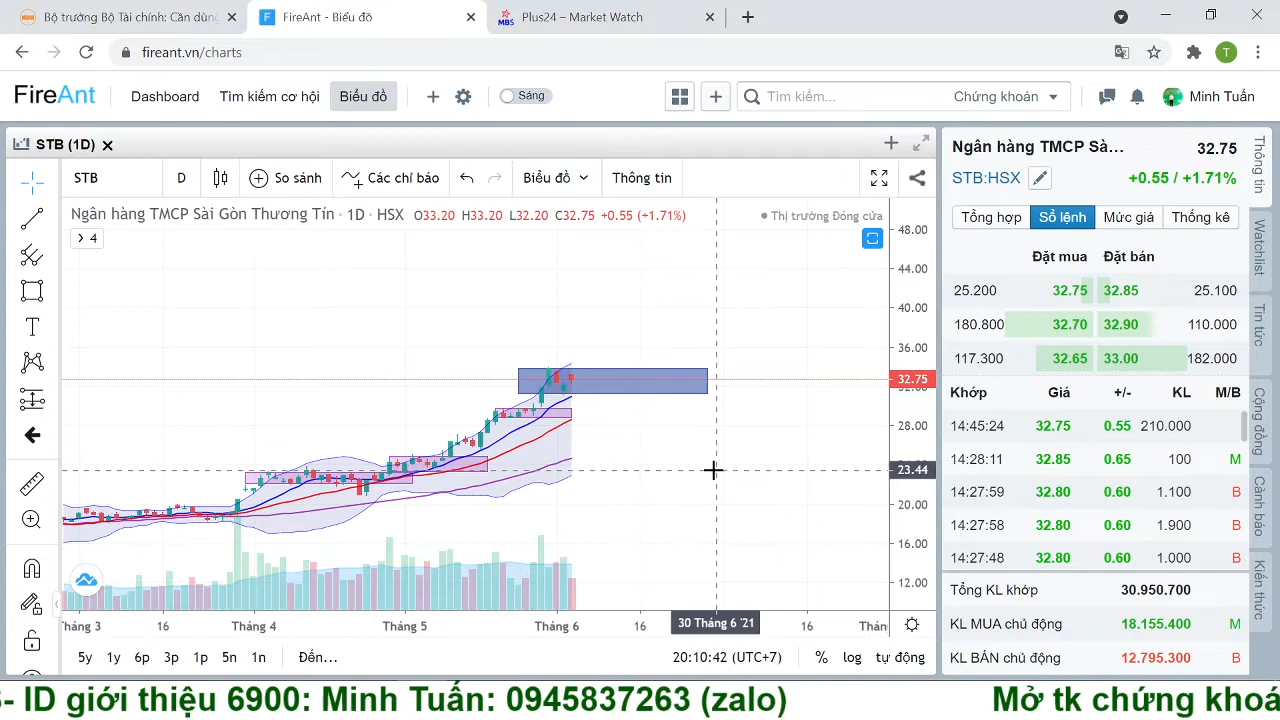 Bộ trưởng Bộ Tài chính: Cần dùng
FireAnt - Biểu đồ
MBS
Plus24 – Market Watch
fireant.vn/charts
T
FireAnt
Dashboard
Tìm kiếm cơ hội
Biểu đồ
Sáng
Tìm kiếm...
Chứng khoán
Minh Tuấn
STB (1D)
STB
D
So sánh
Các chỉ báo
Biểu đồ
Thông tin
Ngân hàng TMCP Sài Gòn Thương Tín · 1D · HSX O33.20 H33.20 L32.20 C32.75 +0.55 (+1.71%)
Thị trường Đóng cửa
4
48.00
44.00
40.00
36.00
32.75
28.00
23.44
20.00
16.00
12.00
Tháng 3
16
Tháng 4
Tháng 5
Tháng 6
16
30 Tháng 6 '21
16
5y 1y 6p 3p 1p 5n 1n
Đến...
20:10:42 (UTC+7)
% log tự động
Ngân hàng TMCP Sà... 32.75
STB:HSX +0.55 / +1.71%
Tổng hợp Sổ lệnh Mức giá Thống kê
Đặt mua Đặt bán
25.200 32.75 32.85 25.100
180.800 32.70 32.90 110.000
117.300 32.65 33.00 182.000
Khớp Giá +/- KL M/B
14:45:24 32.75 0.55 210.000
14:28:11 32.85 0.65 100 M
14:27:59 32.80 0.60 1.100 B
14:27:58 32.80 0.60 1.900 B
14:27:48 32.80 0.60 1.000 B
Tổng KL khớp 30.950.700
KL MUA chủ động 18.155.400 M
KL BÁN chủ động 12.795.300 B
Thông tin
Watchlist
Tin tức
Cộng đồng
Cảnh báo
Kiến thức
- ID giới thiệu 6900: Minh Tuấn: 0945837263 (zalo)
Mở tk chứng khoá